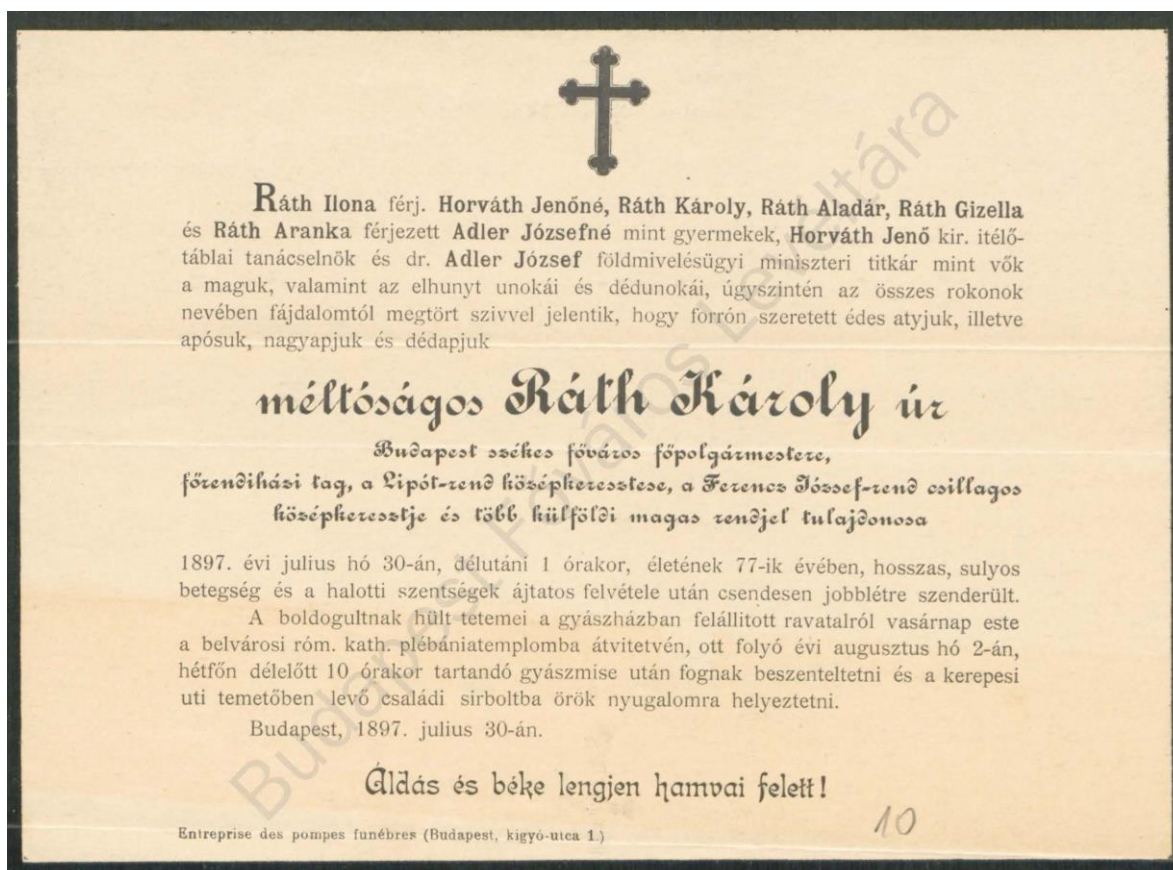 Ráth Ilona férj. Horváth Jenőné, Ráth Károly, Ráth Aladár, Ráth Gizella
és Ráth Aranka férjezett Adler Józsefné mint gyermekek, Horváth Jenő kir. itélő-
táblai tanácselnök és dr. Adler József földmivelésügyi miniszteri titkár mint vők
a maguk, valamint az elhunyt unokái és dédunokái, úgyszintén az összes rokonok
nevében fájdalomtól megtört szivvel jelentik, hogy forrón szeretett édes atyjuk, illetve
apósuk, nagyapjuk és dédapjuk
méltóságos Ráth Károly úr
Budapest székes főváros főpolgármestere,
főrendiházi tag, a Lipót-rend középkeresztese, a Ferencz József-rend csillagos
középkeresztje és több külföldi magas rendjel tulajdonosa
1897. évi julius hó 30-án, délutáni 1 órakor, életének 77-ik évében, hosszas, sulyos
betegség és a halotti szentségek ájtatos felvétele után csendesen jobblétre szenderült.
A boldogultnak hült tetemei a gyászházban felállitott ravatalról vasárnap este
a belvárosi róm. kath. plébániatemplomba átvitetvén, ott folyó évi augusztus hó 2-án,
hétfőn délelőtt 10 órakor tartandó gyászmise után fognak beszenteltetni és a kerepesi
uti temetőben levő családi sirboltba örök nyugalomra helyeztetni.
Budapest, 1897. julius 30-án.
Áldás és béke lengjen hamvai felett!
Entreprise des pompes funèbres (Budapest, kigyó-utca 1.)
10
Budapest Főváros Levéltára